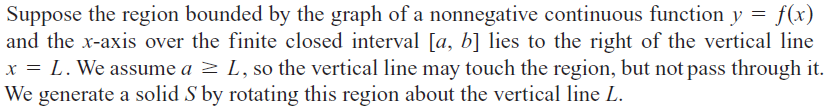 Suppose the region bounded by the graph of a nonnegative continuous function y = f(x)
and the x-axis over the finite closed interval [a, b] lies to the right of the vertical line
x = L. We assume a ≥ L, so the vertical line may touch the region, but not pass through it.
We generate a solid S by rotating this region about the vertical line L.